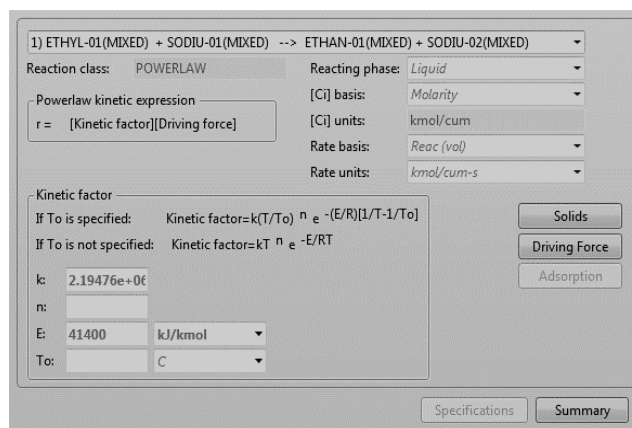 1) ETHYL-01(MIXED) + SODIU-01(MIXED) --> ETHAN-01(MIXED) + SODIU-02(MIXED)
Reaction class: POWERLAW
Reacting phase: Liquid
Powerlaw kinetic expression
r = [Kinetic factor][Driving force]
[Ci] basis: Molarity
[Ci] units: kmol/cum
Rate basis: Reac (vol)
Rate units: kmol/cum-s
Kinetic factor
If To is specified: Kinetic factor=k(T/To) n e -(E/R)[1/T-1/To]
If To is not specified: Kinetic factor=kT n e -E/RT
k: 2.19476e+06
n:
E: 41400 kJ/kmol
To: C
Solids
Driving Force
Adsorption
Specifications
Summary